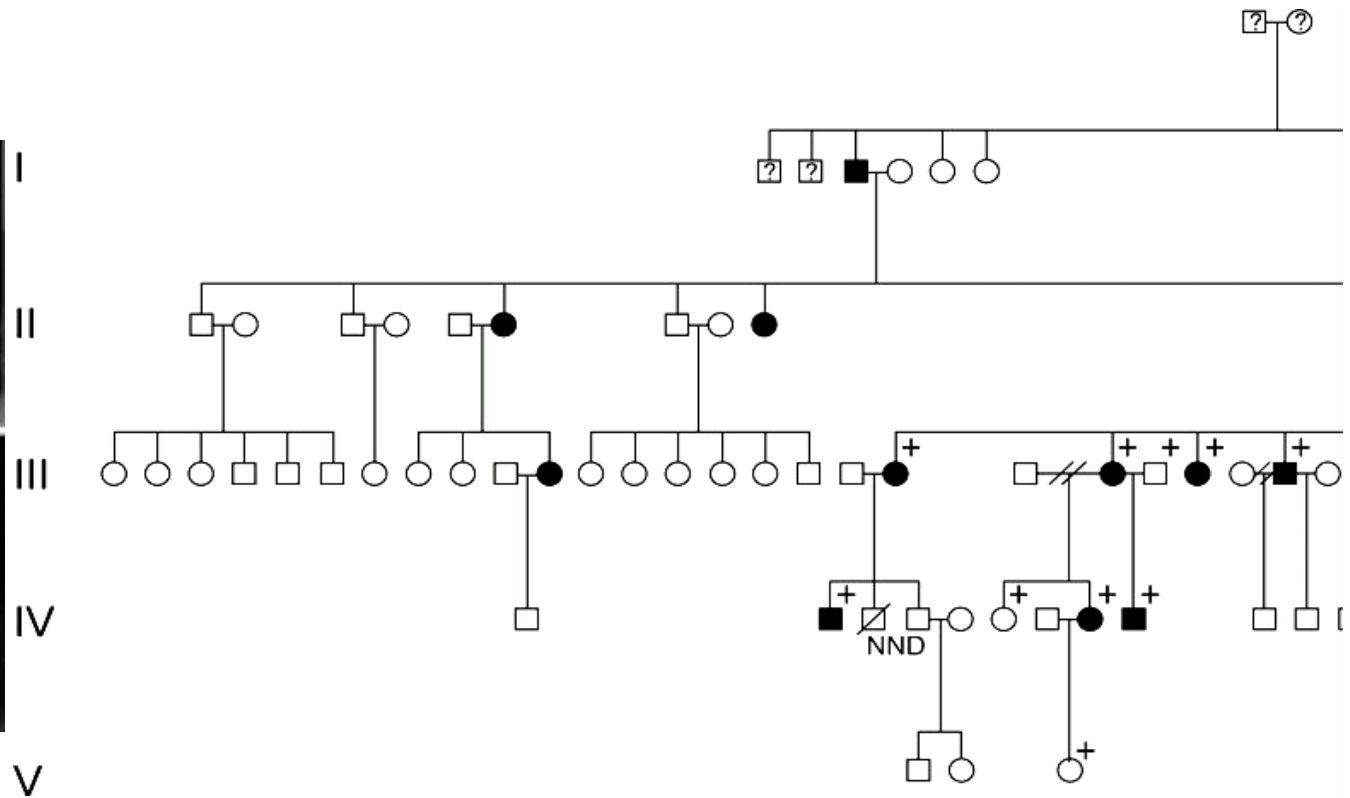 ? ?
I
? ?
II
III
+ + + + +
IV
+ + + +
NND
V
+